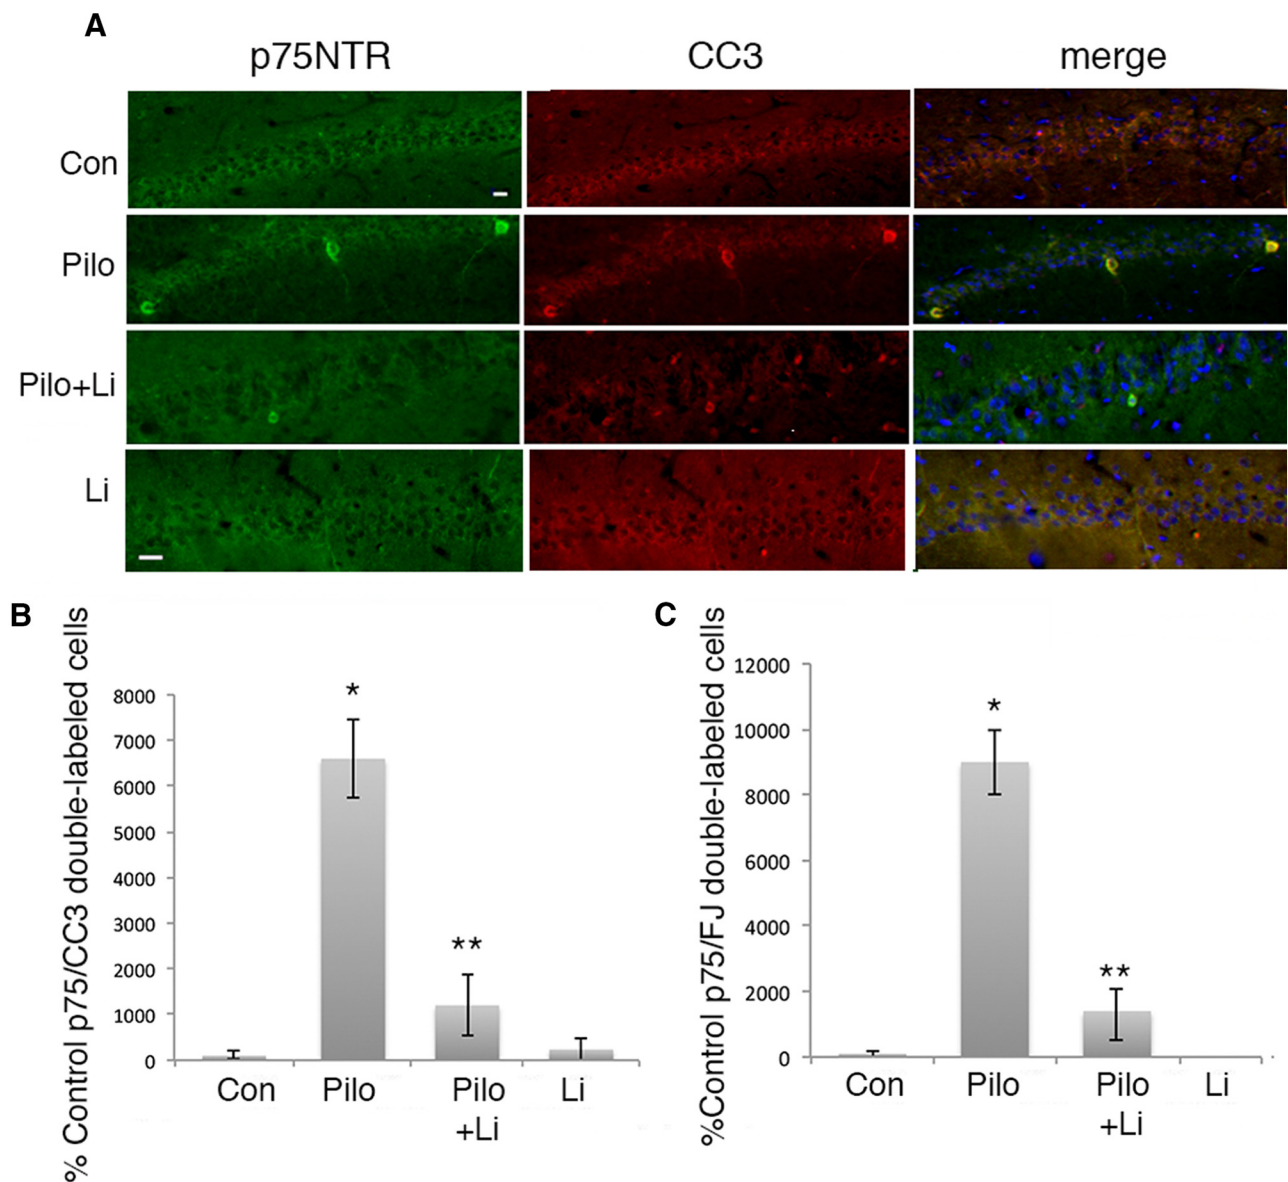 A
p75NTR CC3 merge
Con
Pilo
Pilo+Li
Li
B
% Control p75/CC3 double-labeled cells
8000
7000
6000
5000
4000
3000
2000
1000
0
*
**
Con Pilo Pilo Li
+Li
C
%Control p75/FJ double-labeled cells
12000
10000
8000
6000
4000
2000
0
*
**
Con Pilo Pilo Li
+Li